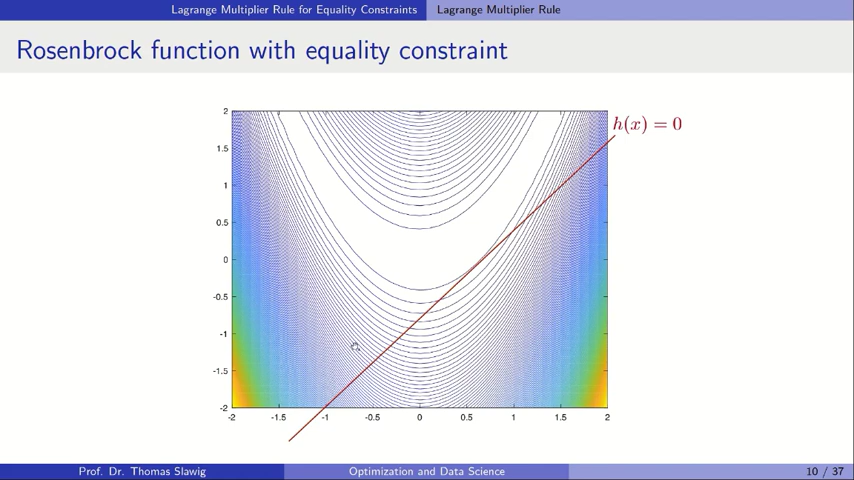 Lagrange Multiplier Rule for Equality Constraints Lagrange Multiplier Rule
Rosenbrock function with equality constraint
h(x) = 0
2
1.5
1
0.5
0
-0.5
-1
-1.5
-2
-2 -1.5 -1 -0.5 0 0.5 1 1.5 2
Prof. Dr. Thomas Slawig Optimization and Data Science 10 / 37